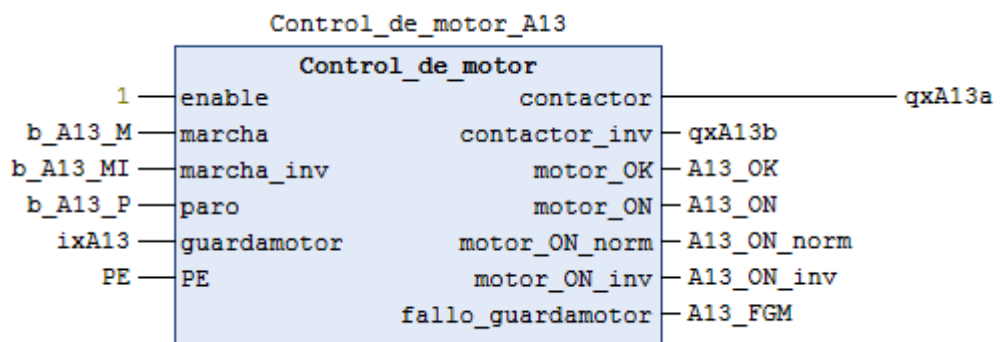 Control_de_motor_A13
Control_de_motor
1 enable contactor qxA13a
b_A13_M marcha contactor_inv qxA13b
b_A13_MI marcha_inv motor_OK A13_OK
b_A13_P paro motor_ON A13_ON
ixA13 guardamotor motor_ON_norm A13_ON_norm
PE PE motor_ON_inv A13_ON_inv
fallo_guardamotor A13_FGM